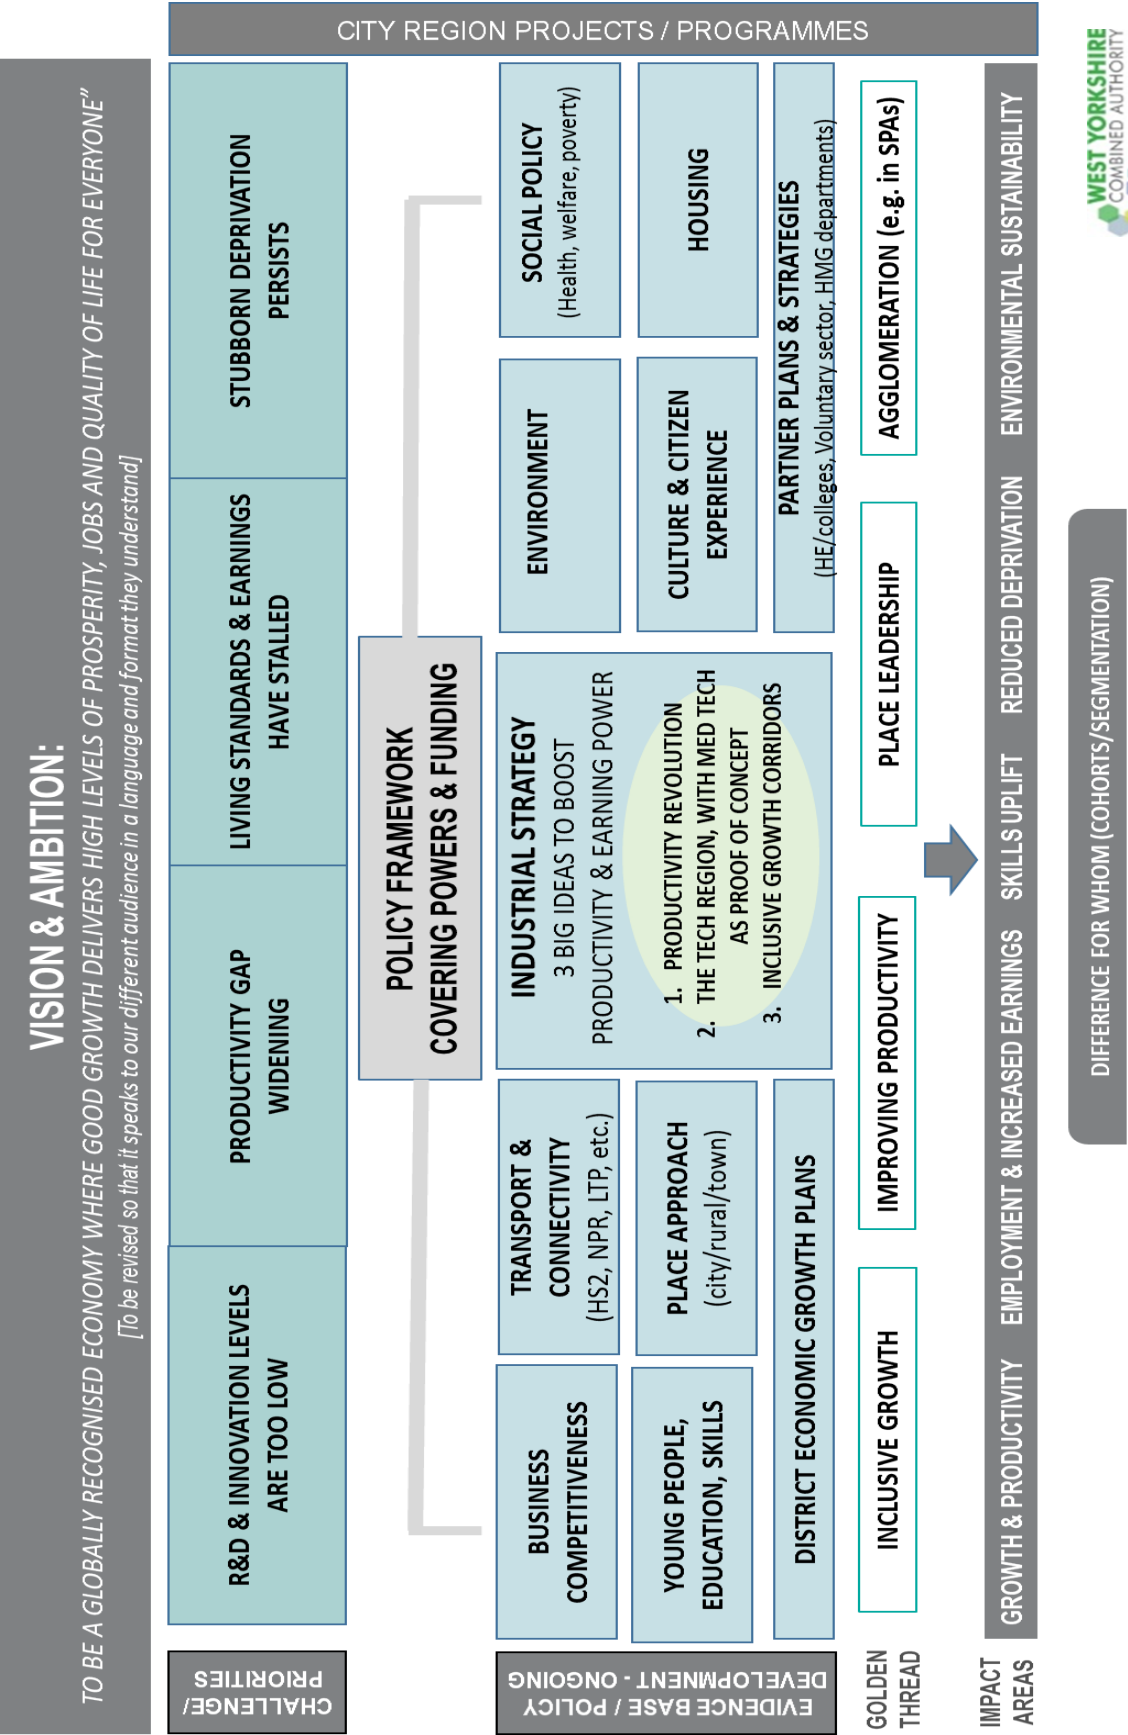 VISION & AMBITION:
TO BE A GLOBALLY RECOGNISED ECONOMY WHERE GOOD GROWTH DELIVERS HIGH LEVELS OF PROSPERITY, JOBS AND QUALITY OF LIFE FOR EVERYONE”
[To be revised so that it speaks to our different audience in a language and format they understand]
CHALLENGE/
PRIORITIES
R&D & INNOVATION LEVELS
ARE TOO LOW
PRODUCTIVITY GAP
WIDENING
LIVING STANDARDS & EARNINGS
HAVE STALLED
STUBBORN DEPRIVATION
PERSISTS
CITY REGION PROJECTS / PROGRAMMES
POLICY FRAMEWORK
COVERING POWERS & FUNDING
EVIDENCE BASE / POLICY
DEVELOPMNENT - ONGOING
BUSINESS
COMPETITIVENESS
TRANSPORT &
CONNECTIVITY
(HS2, NPR, LTP, etc.)
INDUSTRIAL STRATEGY
3 BIG IDEAS TO BOOST
PRODUCTIVITY & EARNING POWER
1. PRODUCTIVITY REVOLUTION
2. THE TECH REGION, WITH MED TECH
AS PROOF OF CONCEPT
3. INCLUSIVE GROWTH CORRIDORS
ENVIRONMENT
SOCIAL POLICY
(Health, welfare, poverty)
YOUNG PEOPLE,
EDUCATION, SKILLS
PLACE APPROACH
(city/rural/town)
CULTURE & CITIZEN
EXPERIENCE
HOUSING
DISTRICT ECONOMIC GROWTH PLANS
PARTNER PLANS & STRATEGIES
(HE/colleges, Voluntary sector, HMG departments)
GOLDEN
THREAD
INCLUSIVE GROWTH
IMPROVING PRODUCTIVITY
PLACE LEADERSHIP
AGGLOMERATION (e.g. in SPAs)
IMPACT
AREAS
GROWTH & PRODUCTIVITY
EMPLOYMENT & INCREASED EARNINGS
SKILLS UPLIFT
REDUCED DEPRIVATION
ENVIRONMENTAL SUSTAINABILITY
DIFFERENCE FOR WHOM (COHORTS/SEGMENTATION)
WEST YORKSHIRE
COMBINED AUTHORITY